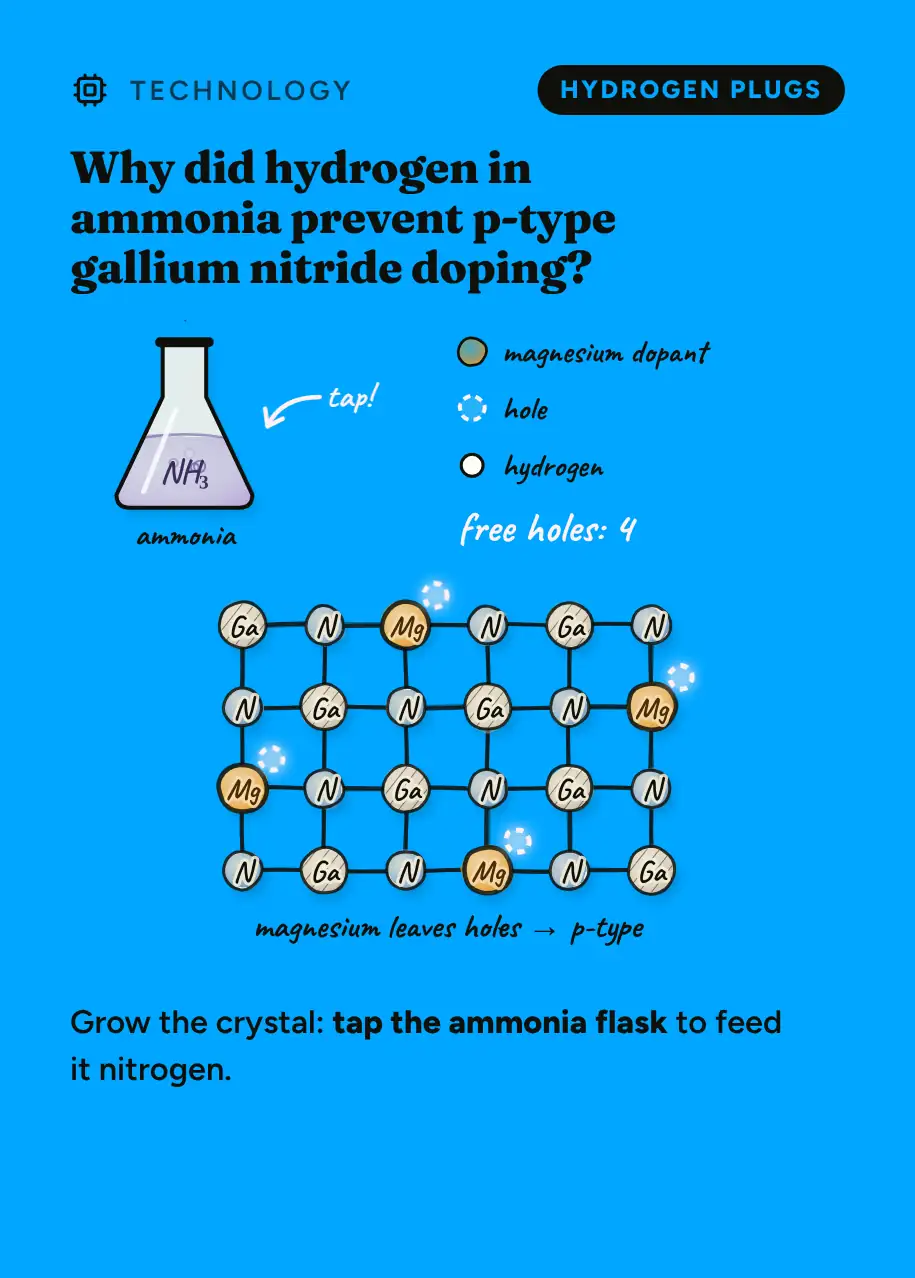 TECHNOLOGY
HYDROGEN PLUGS
Why did hydrogen in
ammonia prevent p-type
gallium nitride doping?
magnesium dopant
tap!
hole
hydrogen
NH₃
free holes: 4
ammonia
Ga N Mg N Ga N
N Ga N Ga N Mg
Mg N Ga N Ga N
N Ga N Mg N Ga
magnesium leaves holes → p-type
Grow the crystal: tap the ammonia flask to feed
it nitrogen.